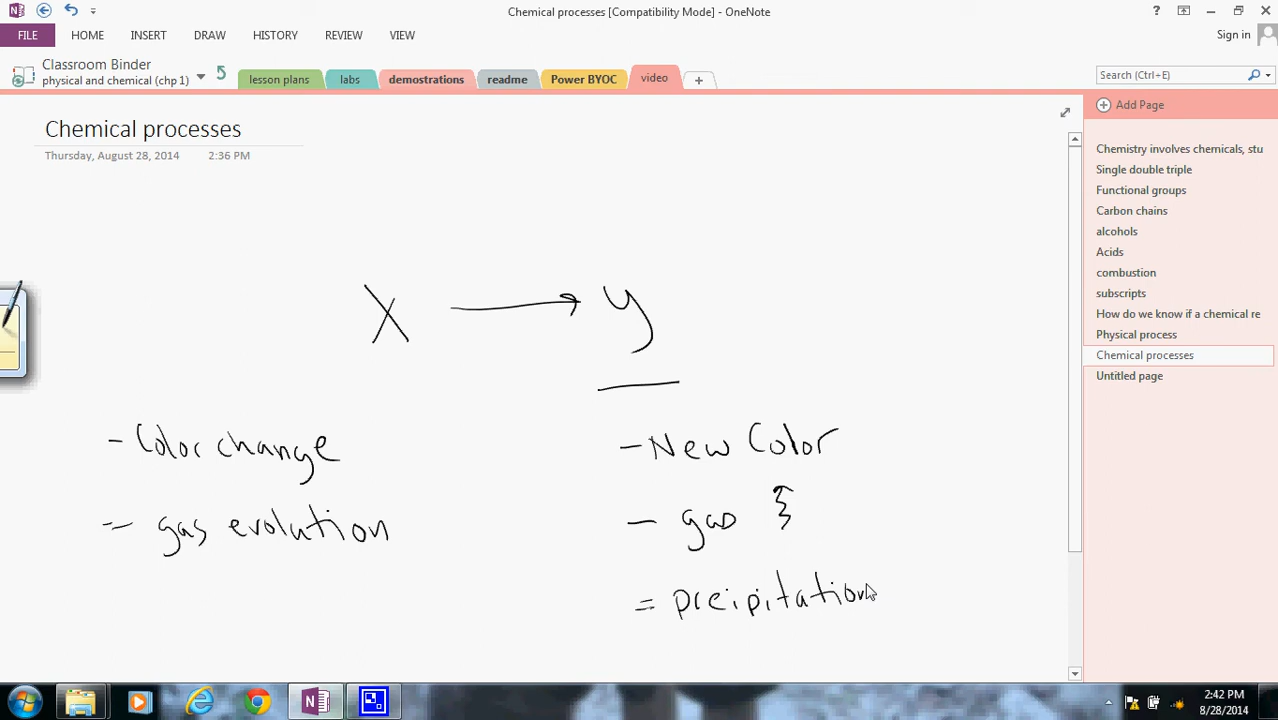 Chemical processes [Compatibility Mode] - OneNote
?
FILE HOME INSERT DRAW HISTORY REVIEW VIEW
Sign in
Classroom Binder
physical and chemical (chp 1)
lesson plans labs demostrations readme Power BYOC video +
Search (Ctrl+E)
Chemical processes
Thursday, August 28, 2014 2:36 PM
X → y
- Color change
- New Color
= gas evolution
- gas
= precipitation
Add Page
Chemistry involves chemicals, stu
Single double triple
Functional groups
Carbon chains
alcohols
Acids
combustion
subscripts
How do we know if a chemical re
Physical process
Chemical processes
Untitled page
2:42 PM
8/28/2014